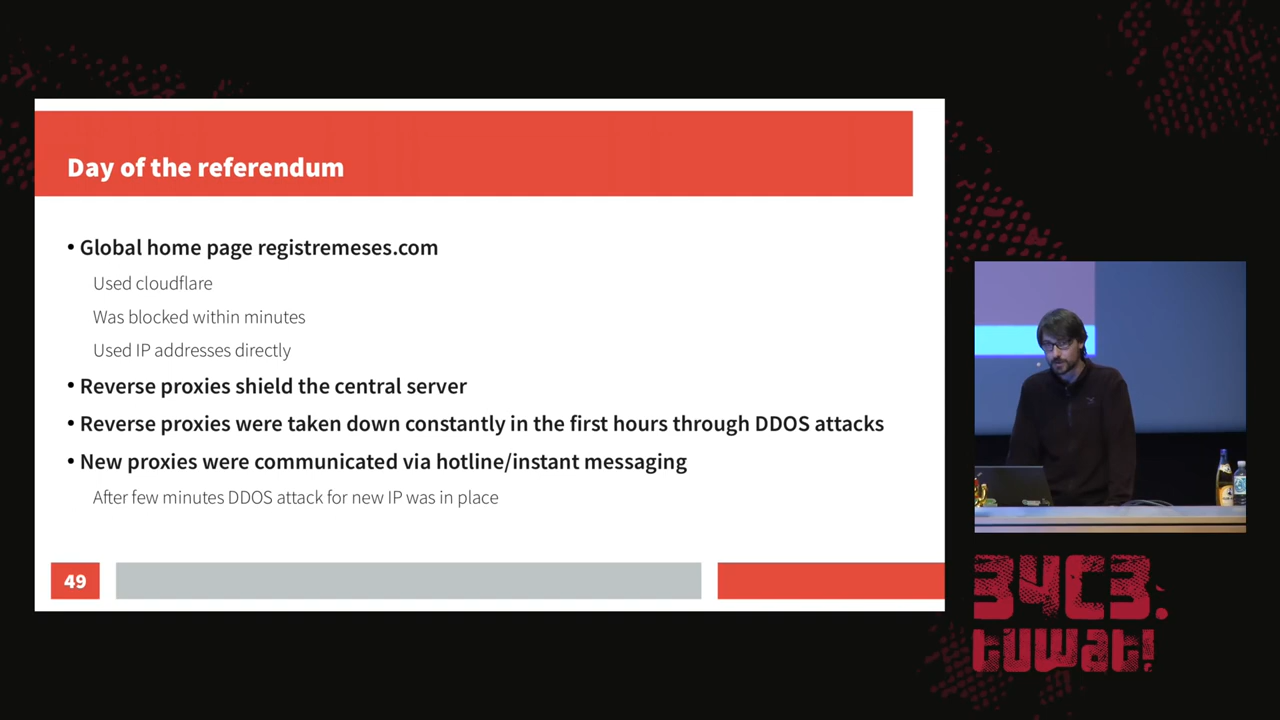 Day of the referendum
• Global home page registremeses.com
Used cloudflare
Was blocked within minutes
Used IP addresses directly
• Reverse proxies shield the central server
• Reverse proxies were taken down constantly in the first hours through DDOS attacks
• New proxies were communicated via hotline/instant messaging
After few minutes DDOS attack for new IP was in place
49
34C3.
tuwat!